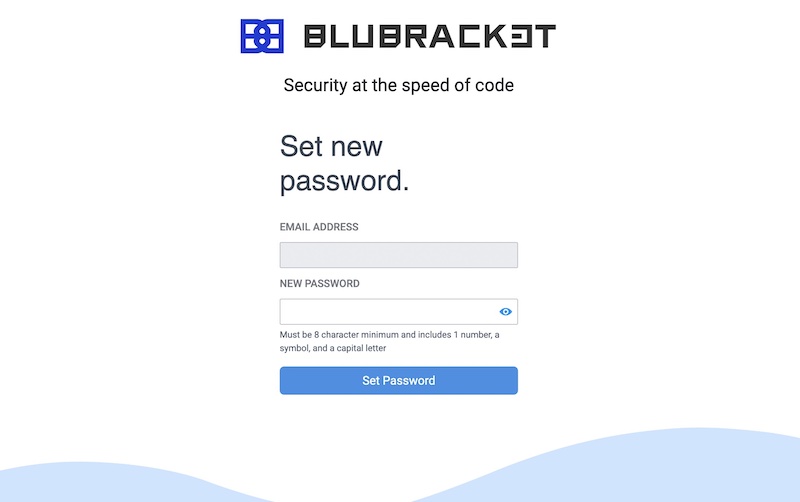 BLUBRACKET
Security at the speed of code
Set new
password.
EMAIL ADDRESS
NEW PASSWORD
Must be 8 character minimum and includes 1 number, a
symbol, and a capital letter
Set Password